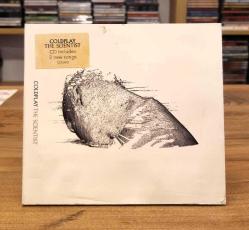 COLDPLAY
THE SCIENTIST
CD includes
2 new songs
COLDPLAY THE SCIENTIST